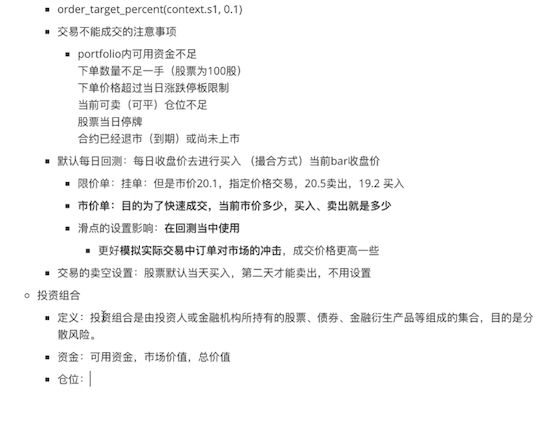 order_target_percent(context.s1, 0.1)
交易不能成交的注意事项
portfolio内可用资金不足
下单数量不足一手（股票为100股）
下单价格超过当日涨跌停板限制
当前可卖（可平）仓位不足
股票当日停牌
合约已经退市（到期）或尚未上市
默认每日回测：每日收盘价去进行买入 （撮合方式）当前bar收盘价
限价单：挂单：但是市价20.1，指定价格交易，20.5卖出，19.2 买入
市价单：目的为了快速成交，当前市价多少，买入、卖出就是多少
滑点的设置影响：在回测当中使用
更好模拟实际交易中订单对市场的冲击，成交价格更高一些
交易的卖空设置：股票默认当天买入，第二天才能卖出，不用设置
投资组合
定义：投资组合是由投资人或金融机构所持有的股票、债券、金融衍生产品等组成的集合，目的是分
散风险。
资金：可用资金，市场价值，总价值
仓位：